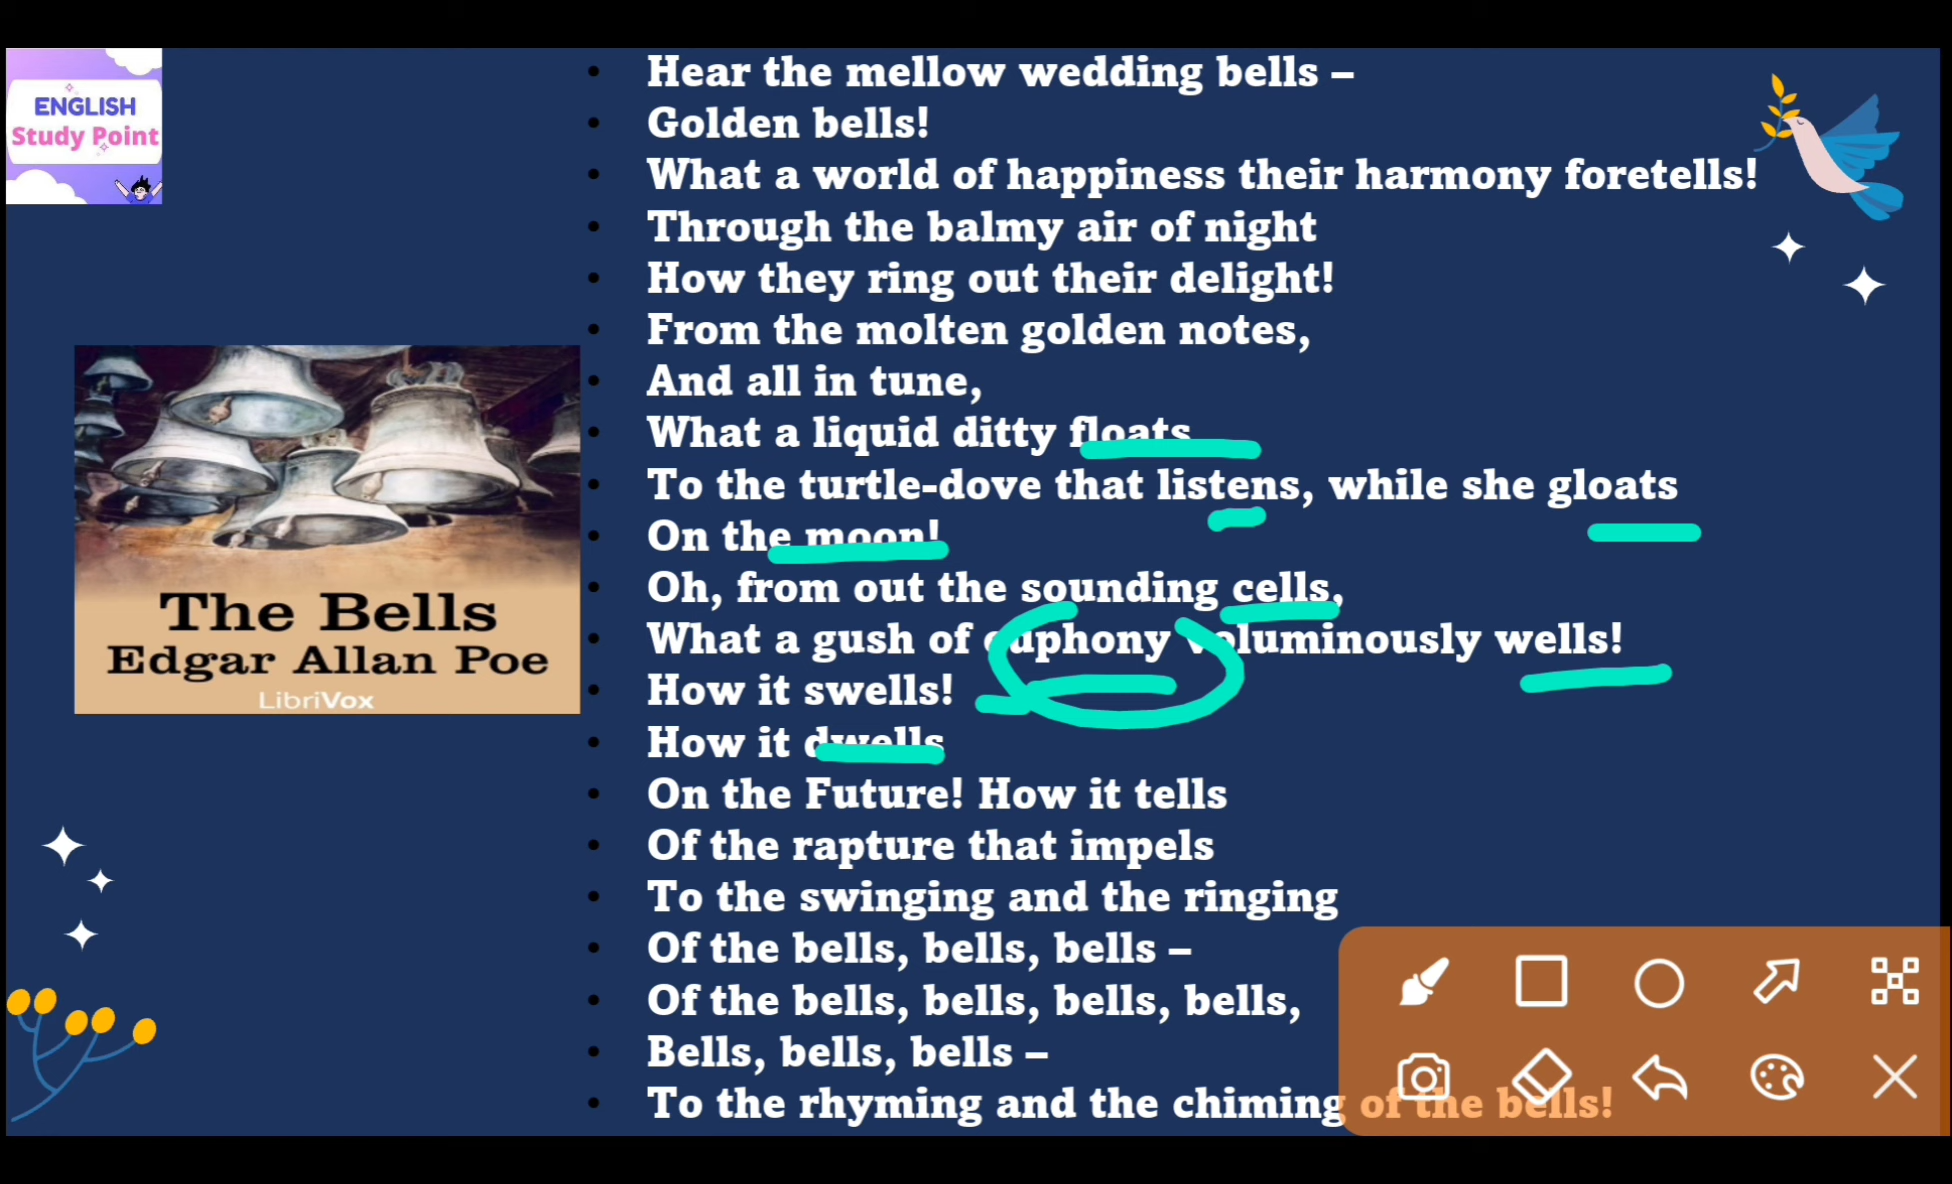 ENGLISH
Study Point
Hear the mellow wedding bells –
Golden bells!
What a world of happiness their harmony foretells!
Through the balmy air of night
How they ring out their delight!
From the molten golden notes,
And all in tune,
What a liquid ditty floats
To the turtle-dove that listens, while she gloats
On the moon!
Oh, from out the sounding cells,
What a gush of euphony voluminously wells!
How it swells!
How it dwells
On the Future! How it tells
Of the rapture that impels
To the swinging and the ringing
Of the bells, bells, bells –
Of the bells, bells, bells, bells,
Bells, bells, bells –
To the rhyming and the chiming of the bells!
The Bells
Edgar Allan Poe
LibriVox